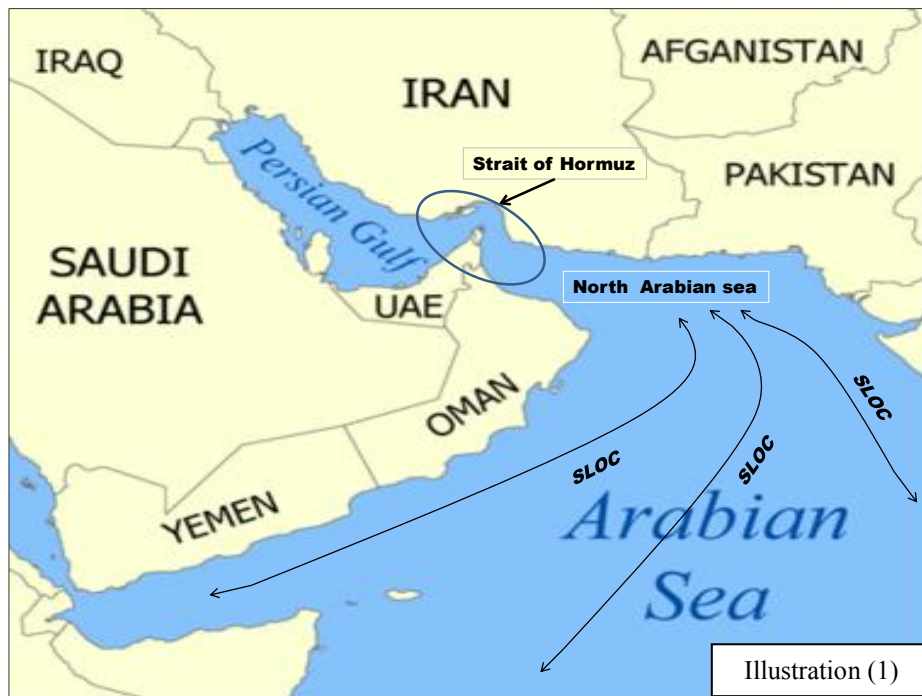 AFGHANISTAN
IRAQ
IRAN
Strait of Hormuz
PAKISTAN
Persian Gulf
SAUDI
ARABIA
UAE
North Arabian sea
OMAN
SLOC
SLOC
SLOC
YEMEN
Arabian
Sea
Illustration (1)